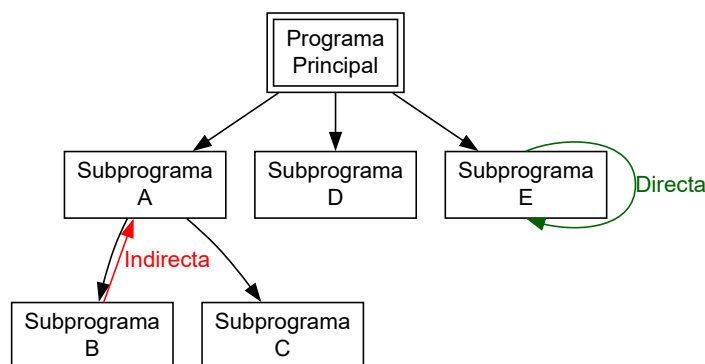 Programa
Principal
Subprograma
A
Subprograma
D
Subprograma
E
Directa
Indirecta
Subprograma
B
Subprograma
C